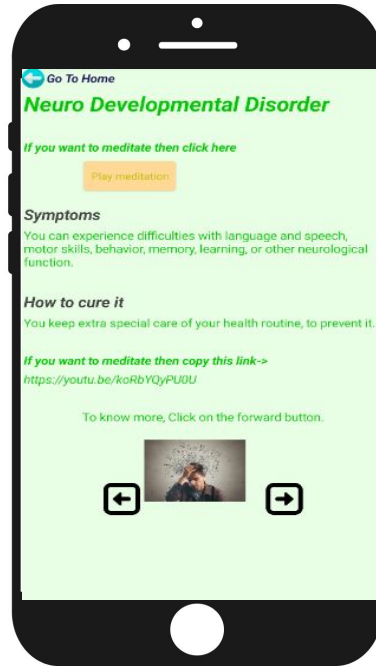 Go To Home
Neuro Developmental Disorder
If you want to meditate then click here
Play meditation
Symptoms
You can experience difficulties with language and speech,
motor skills, behavior, memory, learning, or other neurological
function.
How to cure it
You keep extra special care of your health routine, to prevent it.
If you want to meditate then copy this link->
https://youtu.be/koRbYQyPU0U
To know more, Click on the forward button.